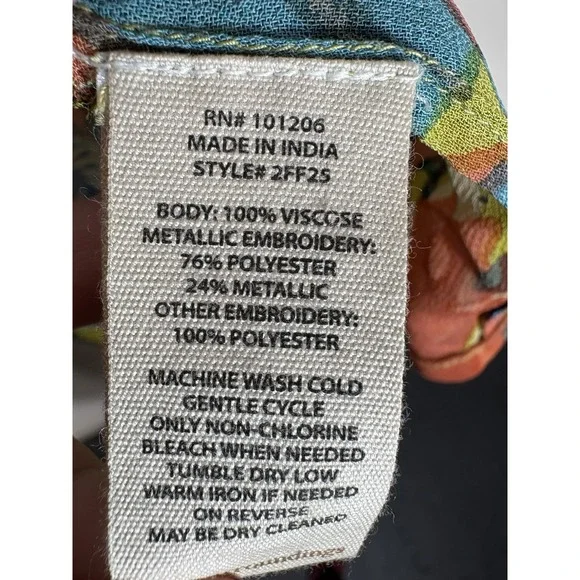 RN# 101206
MADE IN INDIA
STYLE# 2FF25
BODY: 100% VISCOSE
METALLIC EMBROIDERY:
76% POLYESTER
24% METALLIC
OTHER EMBROIDERY:
100% POLYESTER
MACHINE WASH COLD
GENTLE CYCLE
ONLY NON-CHLORINE
BLEACH WHEN NEEDED
TUMBLE DRY LOW
WARM IRON IF NEEDED
ON REVERSE
MAY BE DRY CLEANED